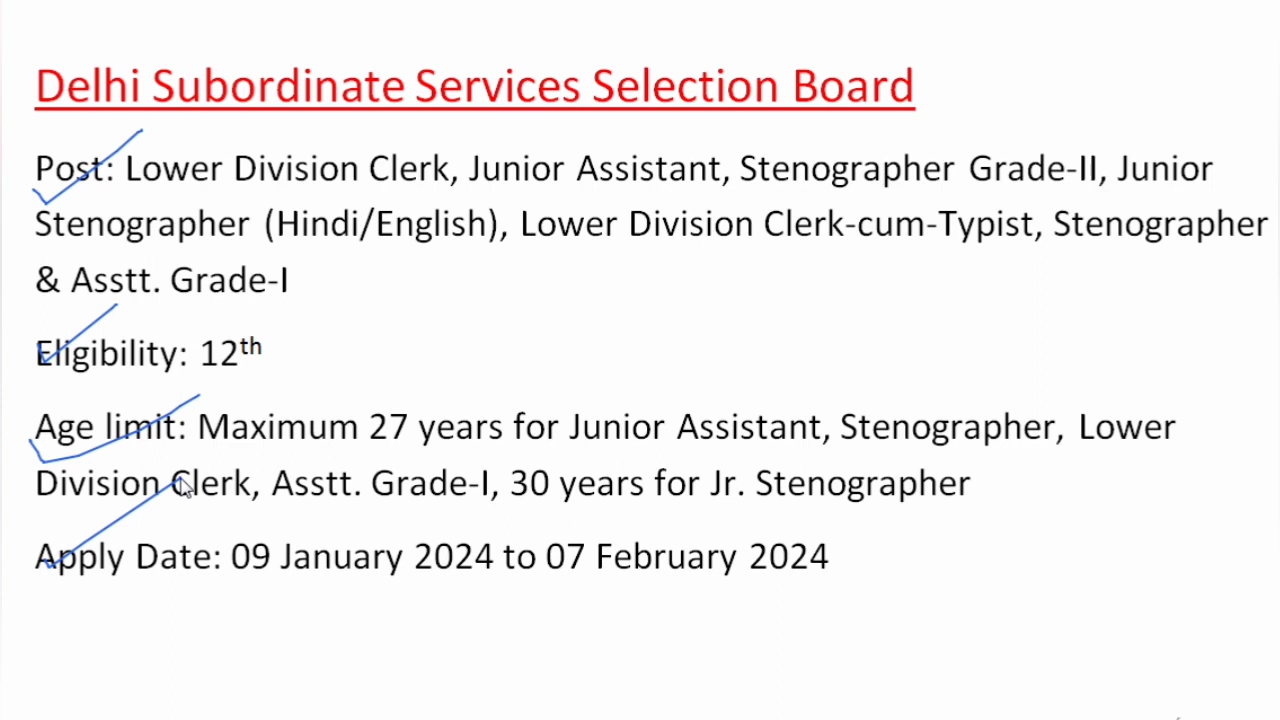 Delhi Subordinate Services Selection Board
Post: Lower Division Clerk, Junior Assistant, Stenographer Grade-II, Junior
Stenographer (Hindi/English), Lower Division Clerk-cum-Typist, Stenographer
& Asstt. Grade-I
Eligibility: 12th
Age limit: Maximum 27 years for Junior Assistant, Stenographer, Lower
Division Clerk, Asstt. Grade-I, 30 years for Jr. Stenographer
Apply Date: 09 January 2024 to 07 February 2024